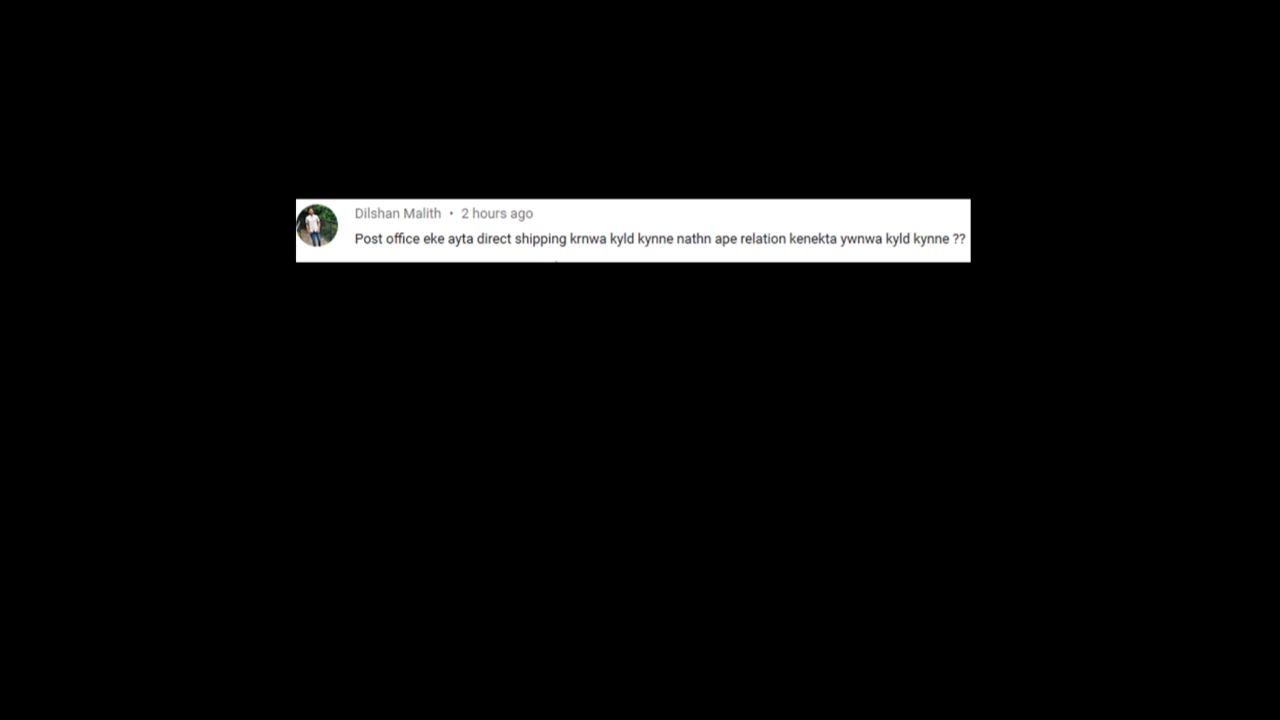 Dilshan Malith • 2 hours ago
Post office eke ayta direct shipping krnwa kyld kynne nathn ape relation kenekta ywnwa kyld kynne ??